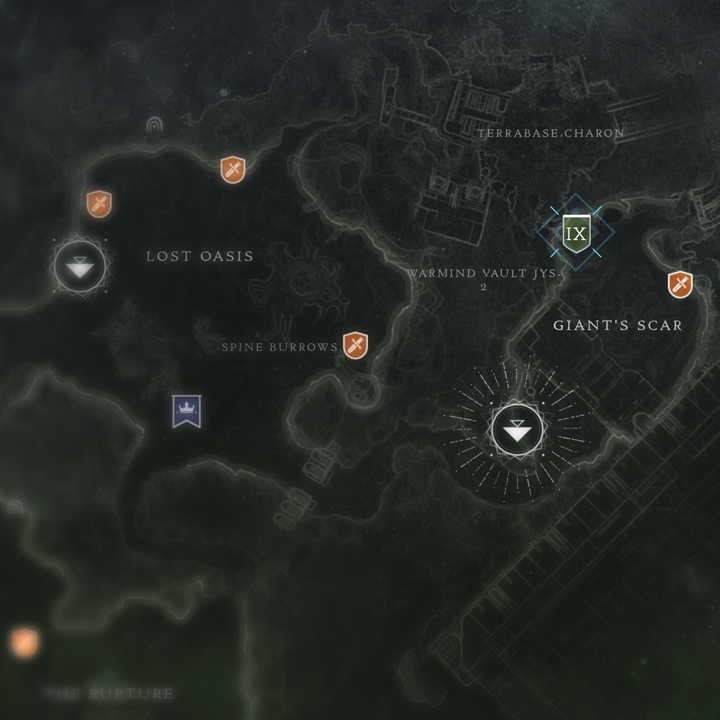 TERRABASE CHARON
IX
LOST OASIS
WARMIND VAULT JYS-
2
GIANT'S SCAR
SPINE BURROWS
THE RUPTURE